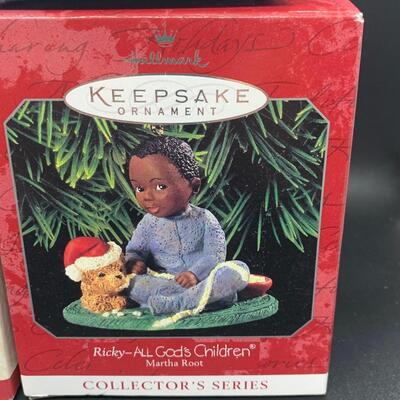 Hallmark
KEEPSAKE
ORNAMENT
Ricky–ALL God's Children®
Martha Root
COLLECTOR'S SERIES